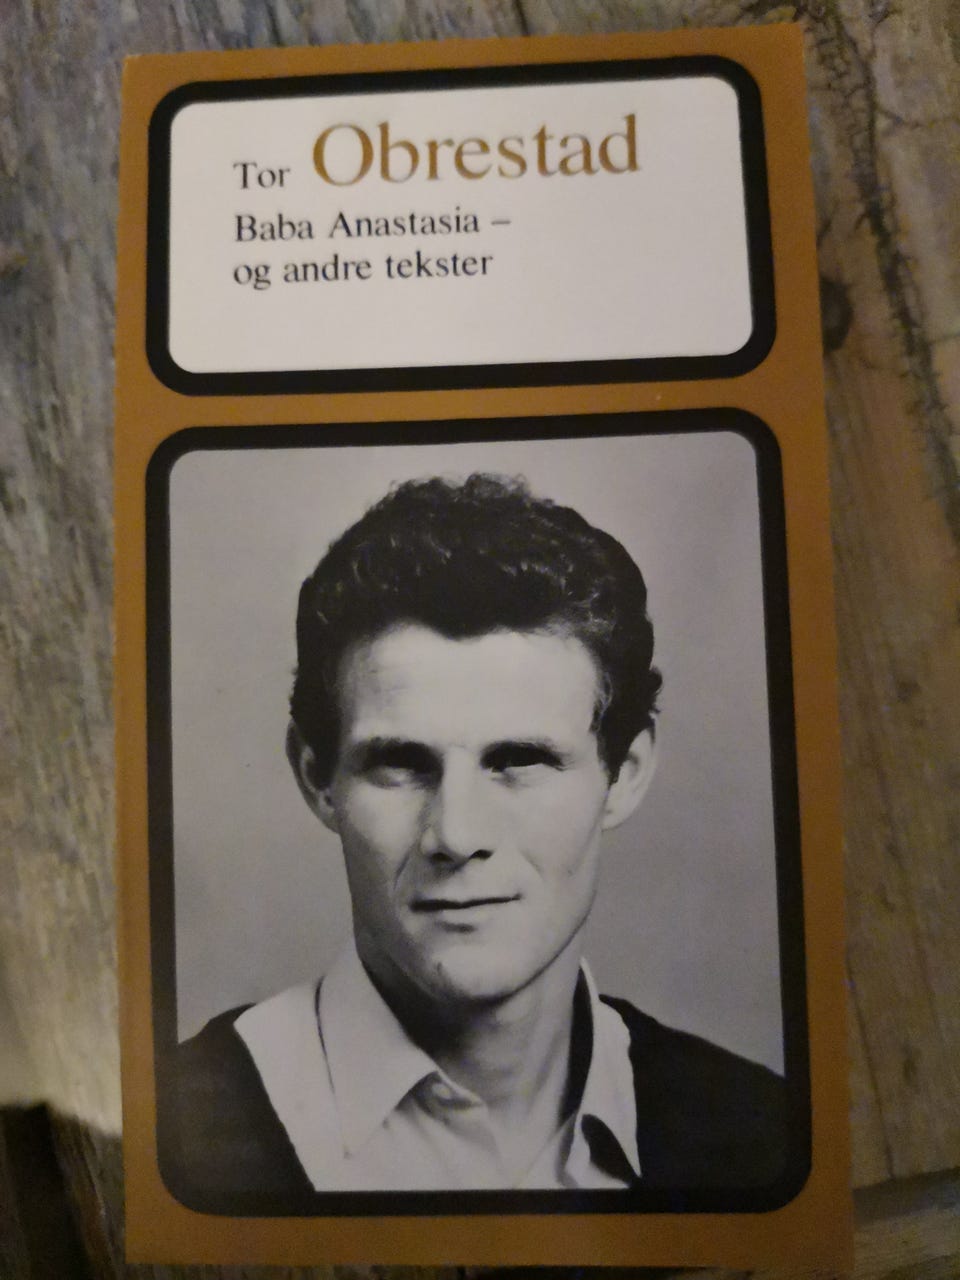 Tor Obrestad
Baba Anastasia –
og andre tekster